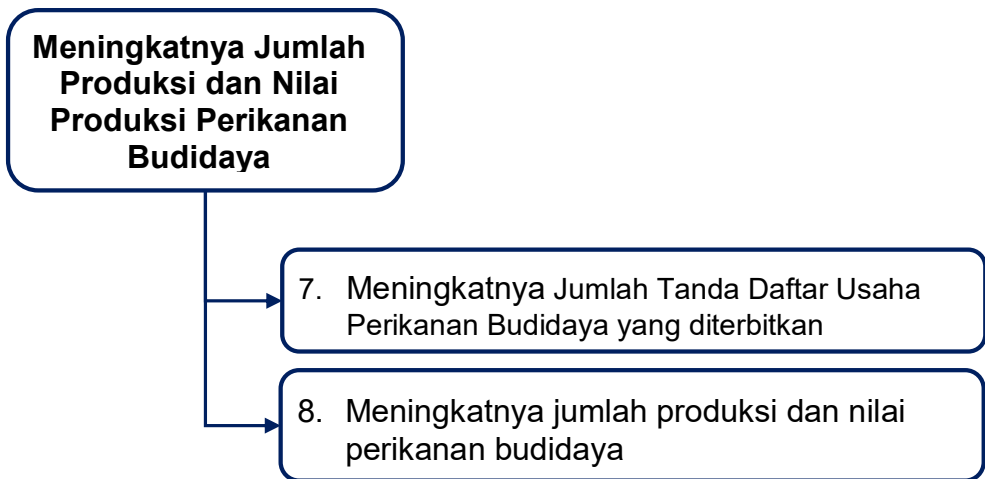 Meningkatnya Jumlah
Produksi dan Nilai
Produksi Perikanan
Budidaya
7. Meningkatnya Jumlah Tanda Daftar Usaha
Perikanan Budidaya yang diterbitkan
8. Meningkatnya jumlah produksi dan nilai
perikanan budidaya